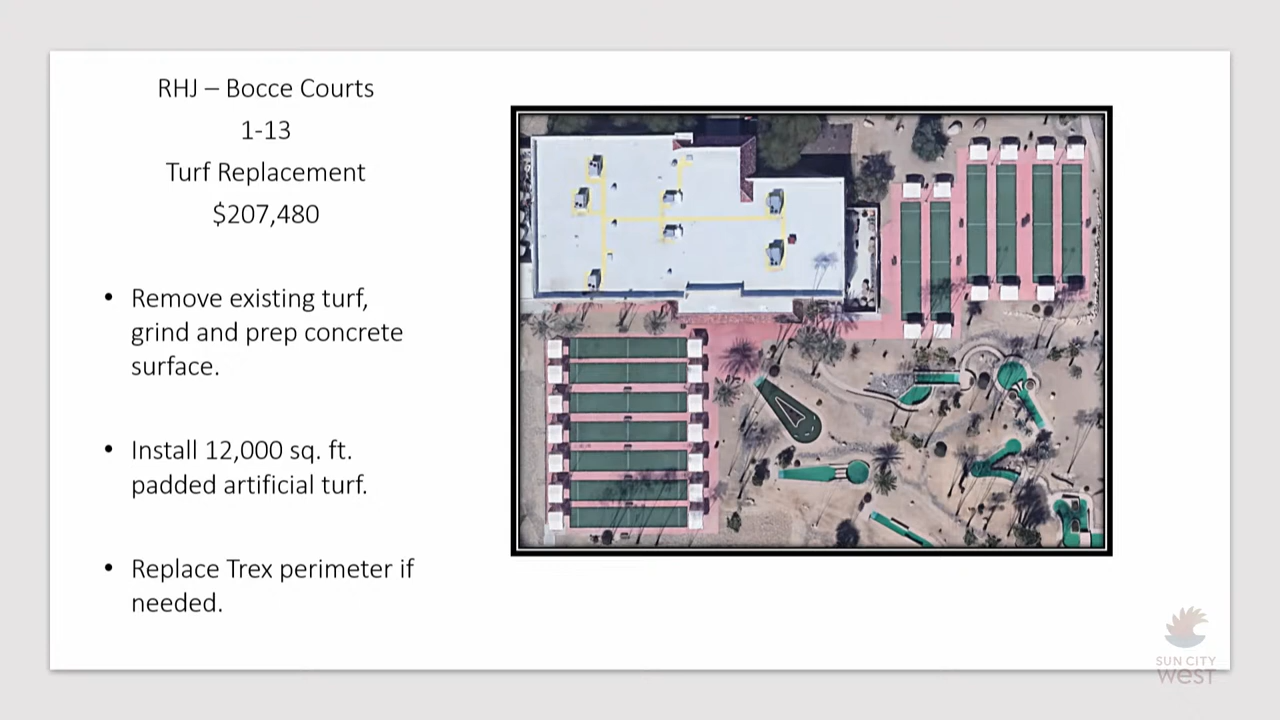 RHJ – Bocce Courts
1-13
Turf Replacement
$207,480
• Remove existing turf,
grind and prep concrete
surface.
• Install 12,000 sq. ft.
padded artificial turf.
• Replace Trex perimeter if
needed.
SUN CITY
west